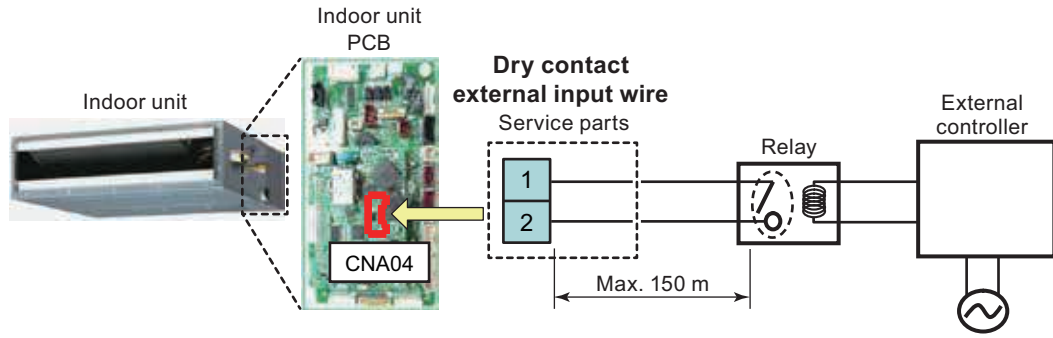 Indoor unit
PCB
Indoor unit
Dry contact
external input wire
Service parts
Relay
External
controller
1
2
CNA04
Max. 150 m